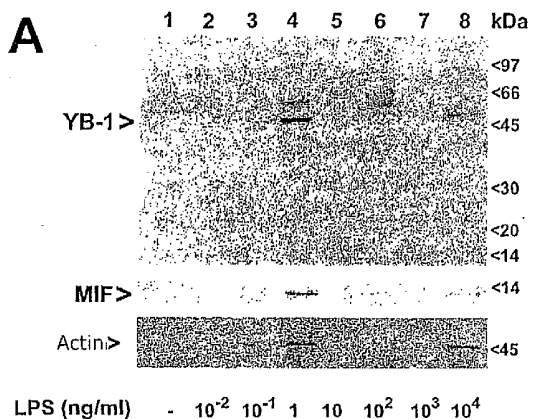 A
1 2 3 4 5 6 7 8 kDa
<97
<66
YB-1>
<45
<30
<20
<14
MIF> <14
Actin> <45
LPS (ng/ml) - 10⁻² 10⁻¹ 1 10 10² 10³ 10⁴